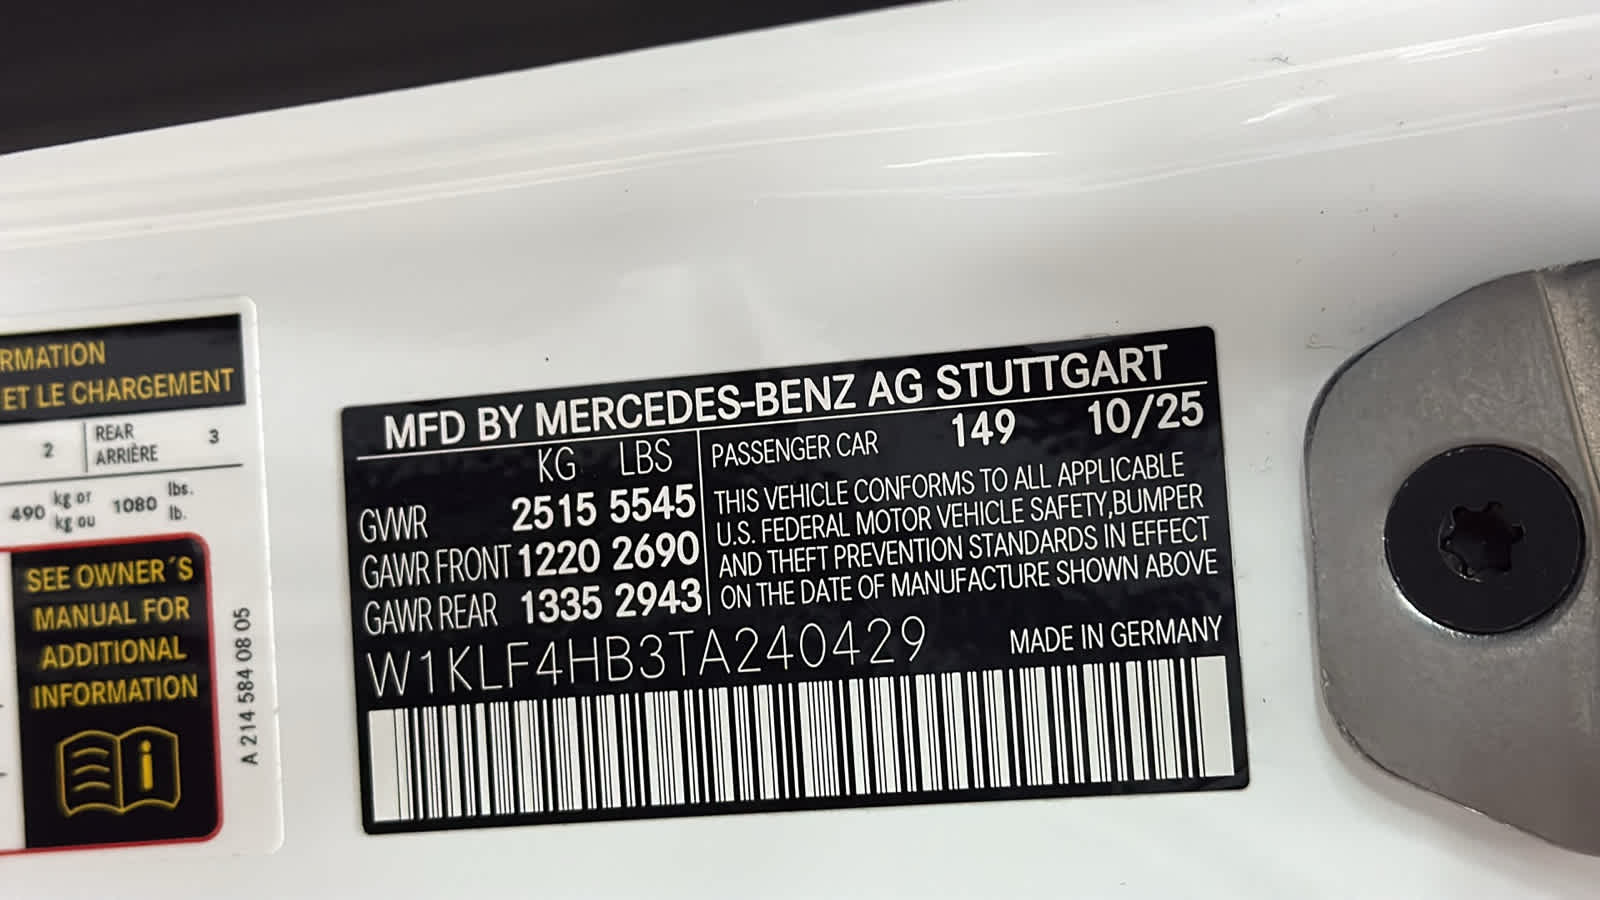 RMATION
ET LE CHARGEMENT
2
REAR
ARRIÈRE
3
490 kg or 1080 lbs.
kg ou lb.
SEE OWNER´S
MANUAL FOR
ADDITIONAL
INFORMATION
A 214 584 08 05
MFD BY MERCEDES-BENZ AG STUTTGART
KG LBS
GVWR 2515 5545
GAWR FRONT 1220 2690
GAWR REAR 1335 2943
PASSENGER CAR 149 10/25
THIS VEHICLE CONFORMS TO ALL APPLICABLE
U.S. FEDERAL MOTOR VEHICLE SAFETY,BUMPER
AND THEFT PREVENTION STANDARDS IN EFFECT
ON THE DATE OF MANUFACTURE SHOWN ABOVE
W1KLF4HB3TA240429
MADE IN GERMANY